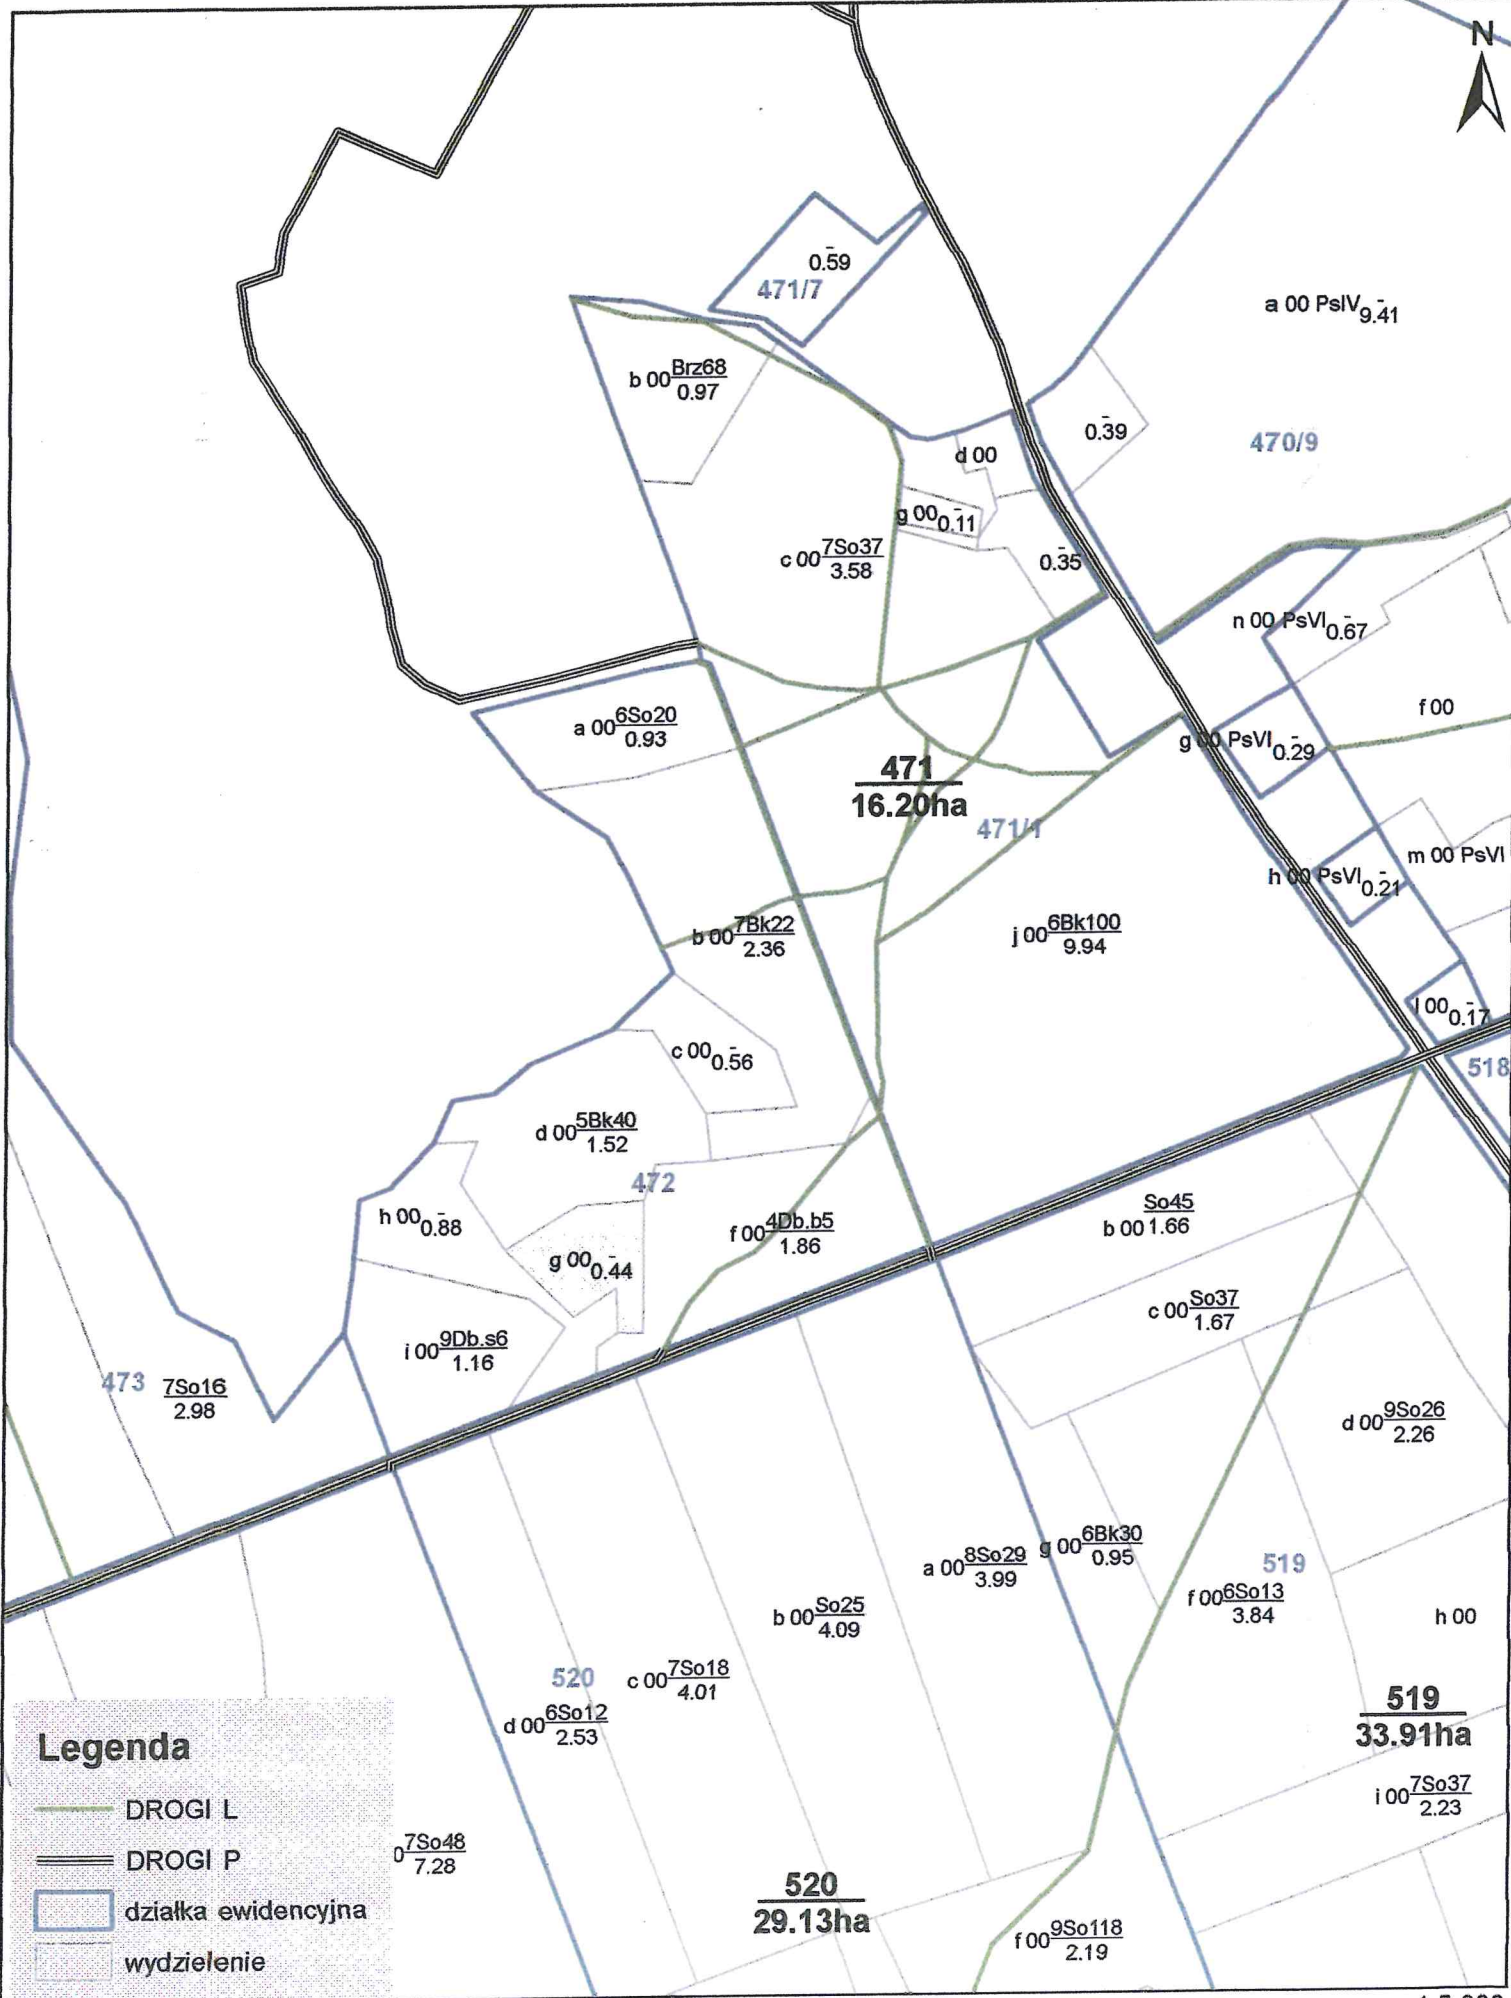 N
0.59
471/7
a 00 PsIV 9.41
b 00 Brz68
0.97
0.39
470/9
d 00
g 00 0.11
c 00 7So37
3.58
0.35
n 00 PsVI 0.67
a 00 6So20
0.93
f 00
g 00 PsVI 0.29
471
16.20ha
471/1
m 00 PsVI
h 00 PsVI 0.21
b 00 7Bk22
2.36
j 00 6Bk100
9.94
l 00 0.17
c 00 0.56
518
d 00 5Bk40
1.52
472
h 00 0.88
f 00 4Db.b5
1.86
So45
b 00 1.66
g 00 0.44
c 00 So37
1.67
i 00 9Db.s6
1.16
473
7So16
2.98
d 00 9So26
2.26
a 00 8So29
3.99
g 00 6Bk30
0.95
519
f 00 6So13
3.84
b 00 So25
4.09
h 00
520
c 00 7So18
4.01
d 00 6So12
2.53
519
33.91ha
i 00 7So37
2.23
Legenda
DROGI L
DROGI P
działka ewidencyjna
wydzielenie
0 7So48
7.28
520
29.13ha
f 00 9So118
2.19